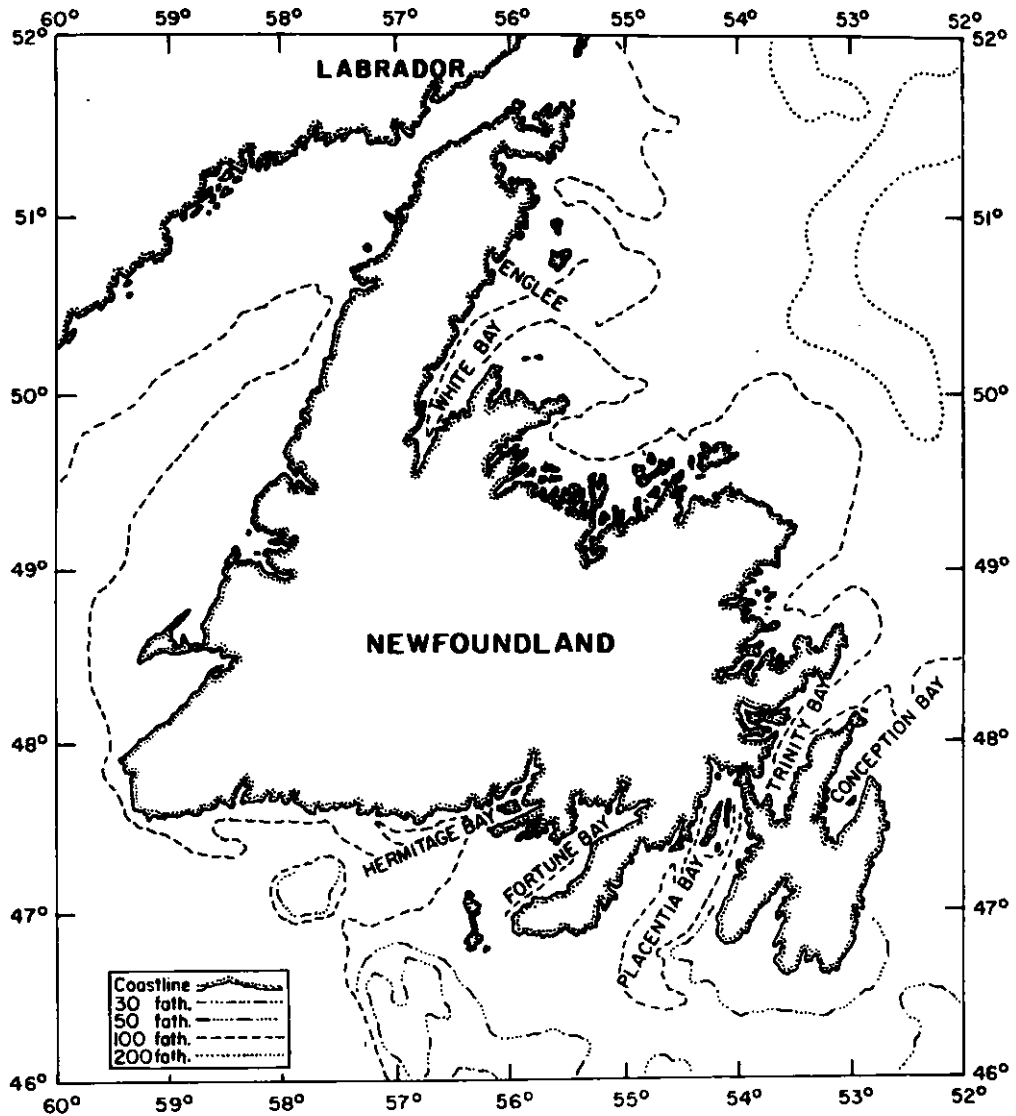 60° 59° 58° 57° 56° 55° 54° 53° 52°
52° 52°
LABRADOR
51° 51°
ENGLEE
WHITE BAY
50° 50°
49° 49°
NEWFOUNDLAND
TRINITY BAY
CONCEPTION BAY
48° 48°
HERMITAGE BAY
FORTUNE BAY
PLACENTIA BAY
47° 47°
Coastline
30 fath.
50 fath.
100 fath.
200 fath.
46° 46°
60° 59° 58° 57° 56° 55° 54° 53° 52°